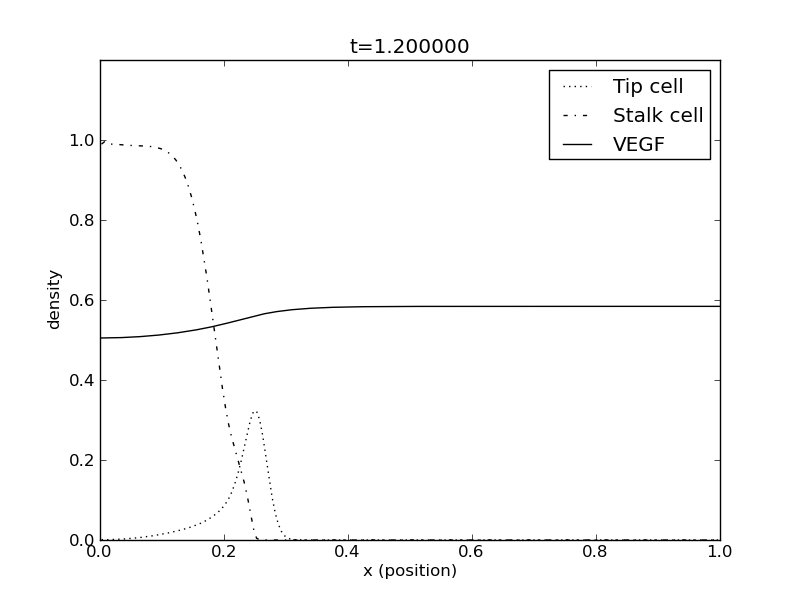 t=1.200000
Tip cell
Stalk cell
VEGF
density
1.0
0.8
0.6
0.4
0.2
0.0
0.0 0.2 0.4 0.6 0.8 1.0
x (position)